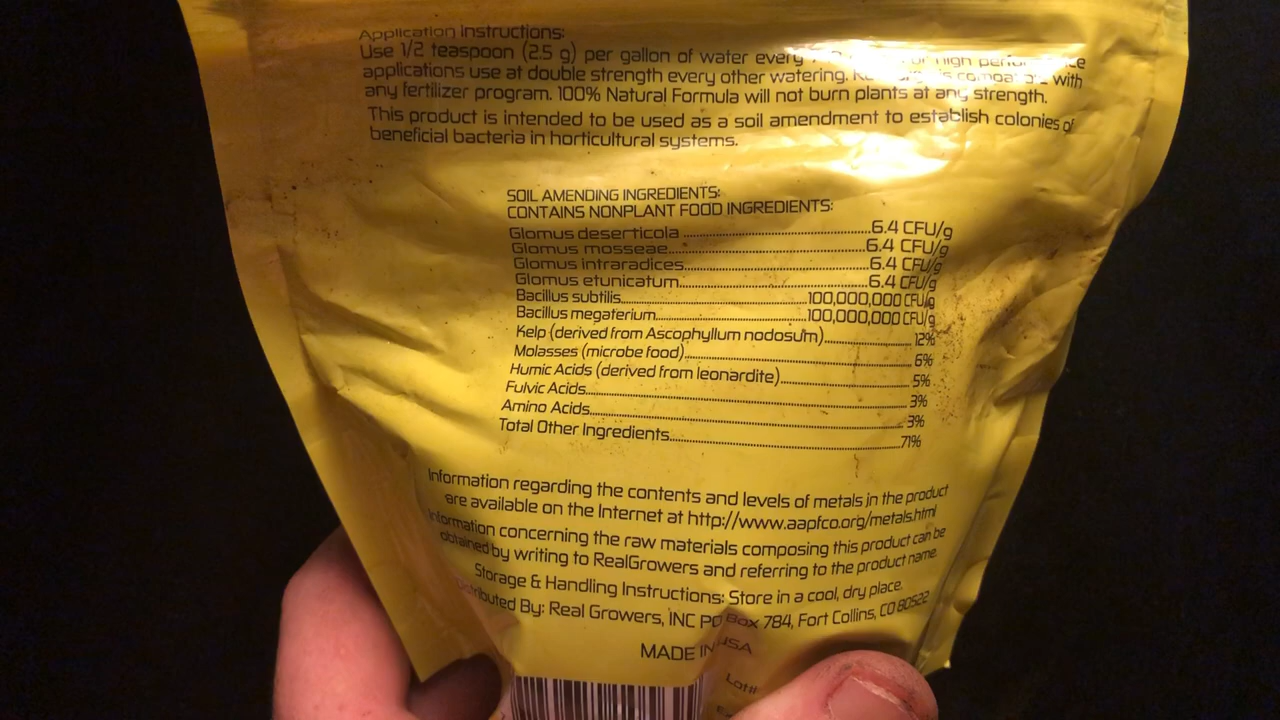 Application Instructions:
Use 1/2 teaspoon (2.5 g) per gallon of water every high
applications use at double strength every other watering. is with
any fertilizer program. 100% Natural Formula will not burn plants at any strength.
This product is intended to be used as a soil amendment to establish colonies of
beneficial bacteria in horticultural systems.
SOIL AMENDING INGREDIENTS:
CONTAINS NONPLANT FOOD INGREDIENTS:
Glomus deserticola 6.4 CFU/g
Glomus mosseae 6.4 CFU/g
Glomus intraradices 6.4 CFU/g
Glomus etunicatum 6.4 CFU/g
Bacillus subtilis 100,000,000 CFU/g
Bacillus megaterium 100,000,000 CFU/g
Kelp (derived from Ascophyllum nodosum) 12%
Molasses (microbe food) 6%
Humic Acids (derived from leonardite) 5%
Fulvic Acids 3%
Amino Acids 3%
Total Other Ingredients 71%
Information regarding the contents and levels of metals in the product
are available on the Internet at http://www.aapfco.org/metals.html
Information concerning the raw materials composing this product can be
obtained by writing to RealGrowers and referring to the product name.
Storage & Handling Instructions: Store in a cool, dry place.
Distributed By: Real Growers, INC PO Box 784, Fort Collins, CO 80522
MADE IN USA
Lot#